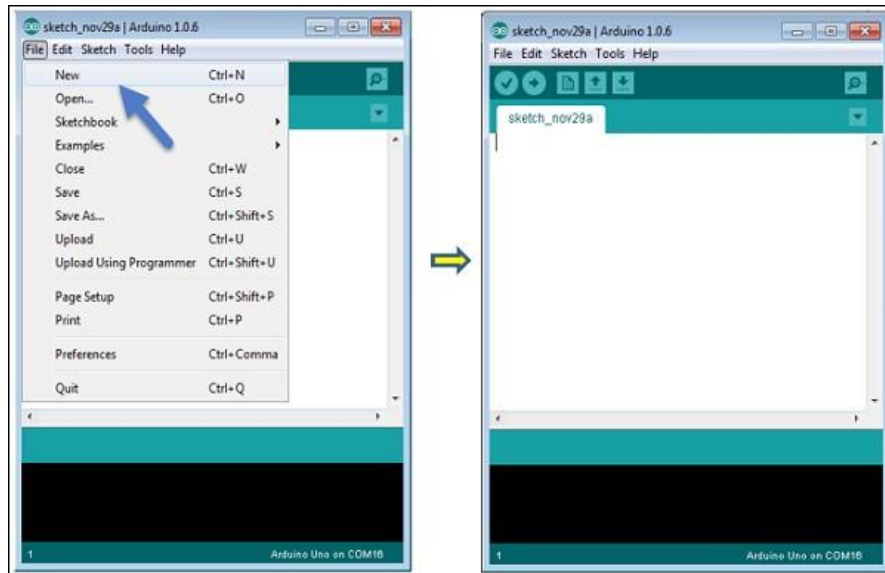 sketch_nov29a | Arduino 1.0.6
File Edit Sketch Tools Help
New Ctrl+N
Open... Ctrl+O
Sketchbook
Examples
Close Ctrl+W
Save Ctrl+S
Save As... Ctrl+Shift+S
Upload Ctrl+U
Upload Using Programmer Ctrl+Shift+U
Page Setup Ctrl+Shift+P
Print Ctrl+P
Preferences Ctrl+Comma
Quit Ctrl+Q
1 Arduino Uno on COM16
sketch_nov29a | Arduino 1.0.6
File Edit Sketch Tools Help
sketch_nov29a
1 Arduino Uno on COM16